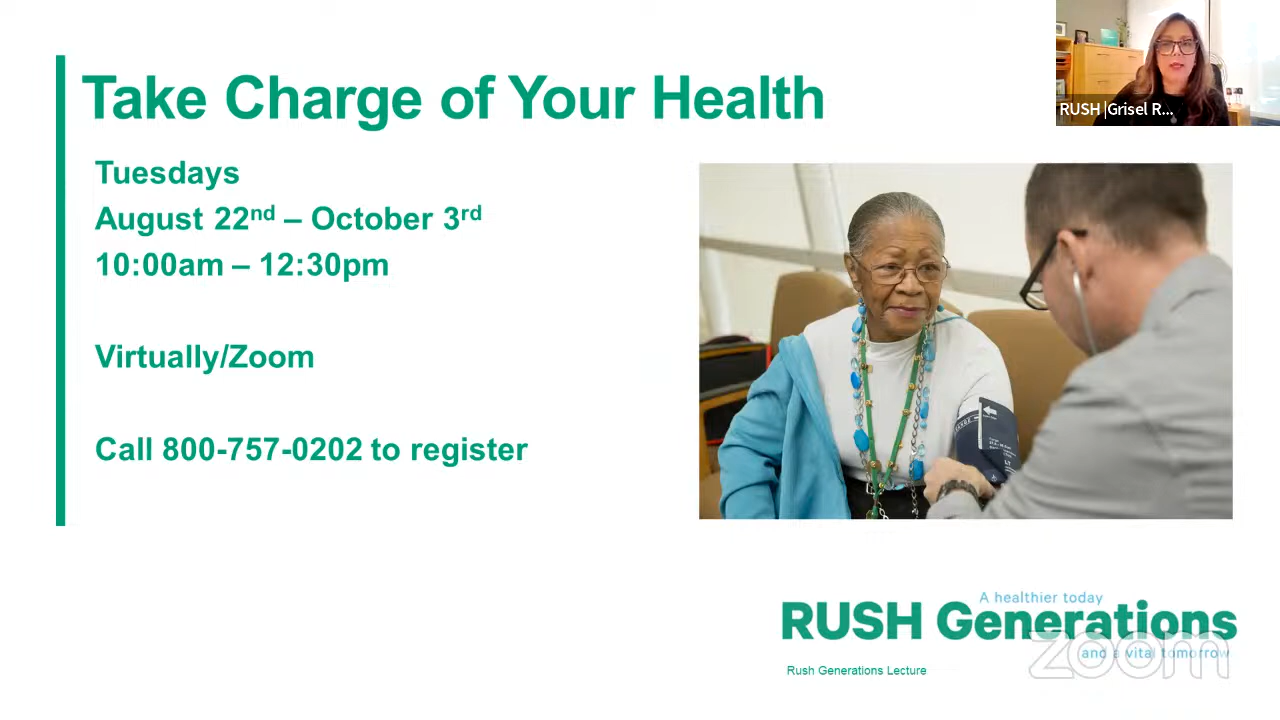 Take Charge of Your Health
RUSH |Grisel R...
Tuesdays
August 22nd – October 3rd
10:00am – 12:30pm
Virtually/Zoom
Call 800-757-0202 to register
A healthier today
RUSH Generations
and a vital tomorrow
zoom
Rush Generations Lecture